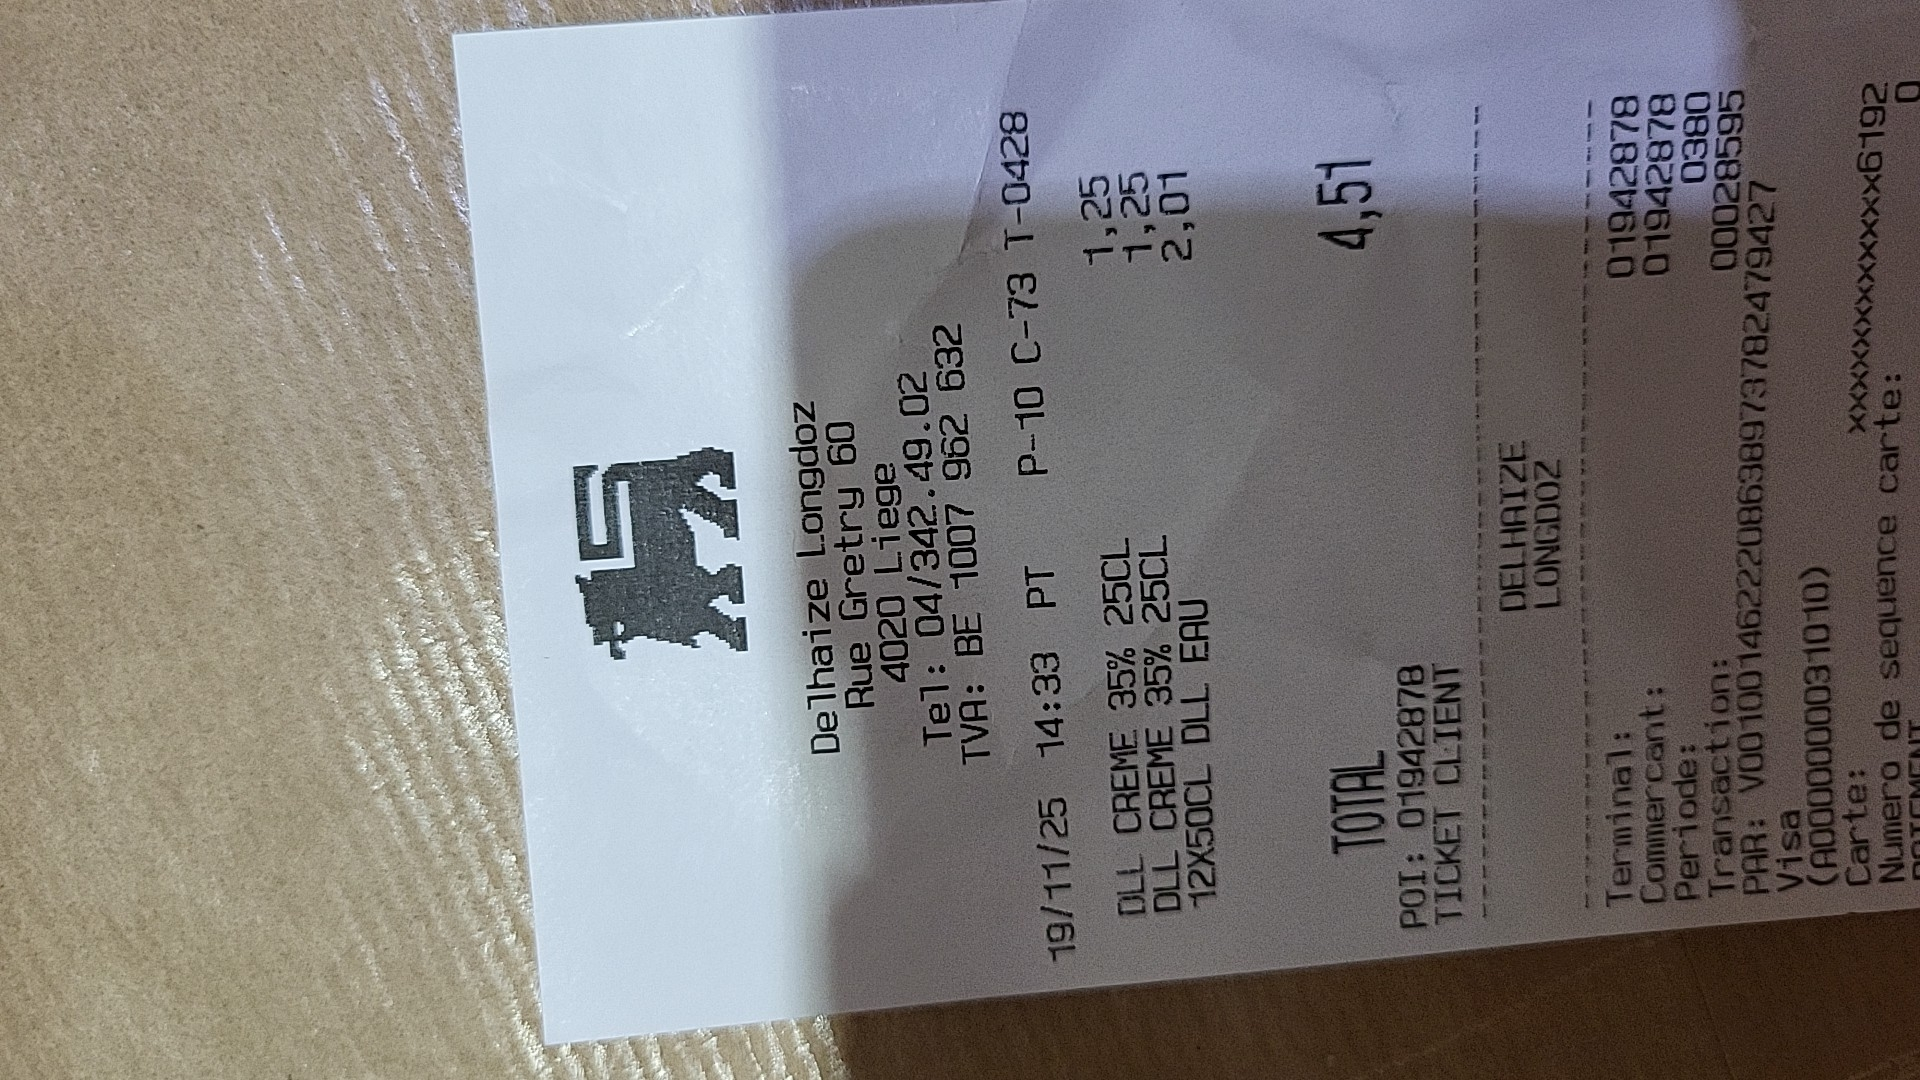 Delhaize Longdoz
Rue Gretry 60
4020 Liege
Tel: 04/342.49.02
TVA: BE 1007 962 632
19/11/25 14:33 PT P-10 C-73 T-0428
DLL CREME 35% 25CL 1,25
DLL CREME 35% 25CL 1,25
12X50CL DLL EAU 2,01
TOTAL 4,51
POI: 01942878
TICKET CLIENT
DELHAIZE
LONGDOZ
Terminal: 01942878
Commercant: 01942878
Periode: 0380
Transaction: 00028595
PAR: V0010014622208638973782479427
Visa
(A0000000031010)
Carte: xxxxxxxxxxxxx6192
Numero de sequence carte: 0